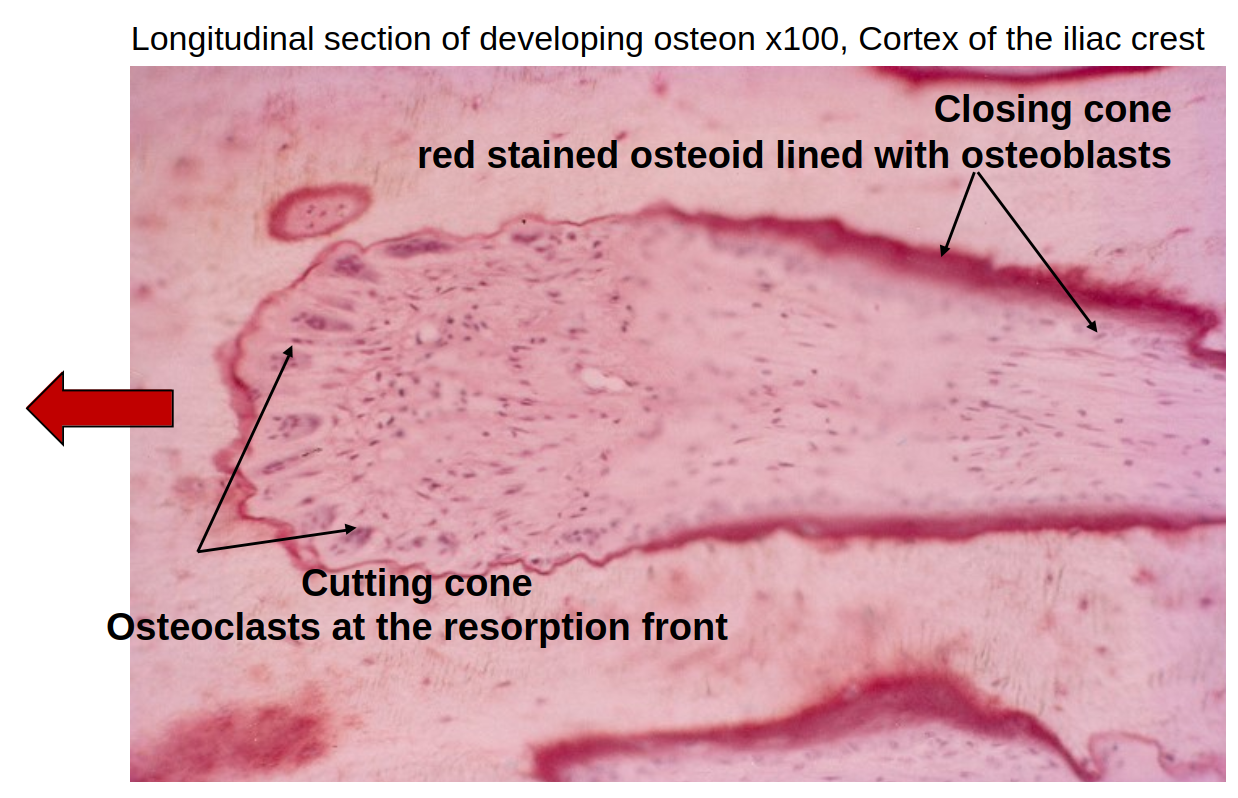 Longitudinal section of developing osteon x100, Cortex of the iliac crest
Closing cone
red stained osteoid lined with osteoblasts
Cutting cone
Osteoclasts at the resorption front